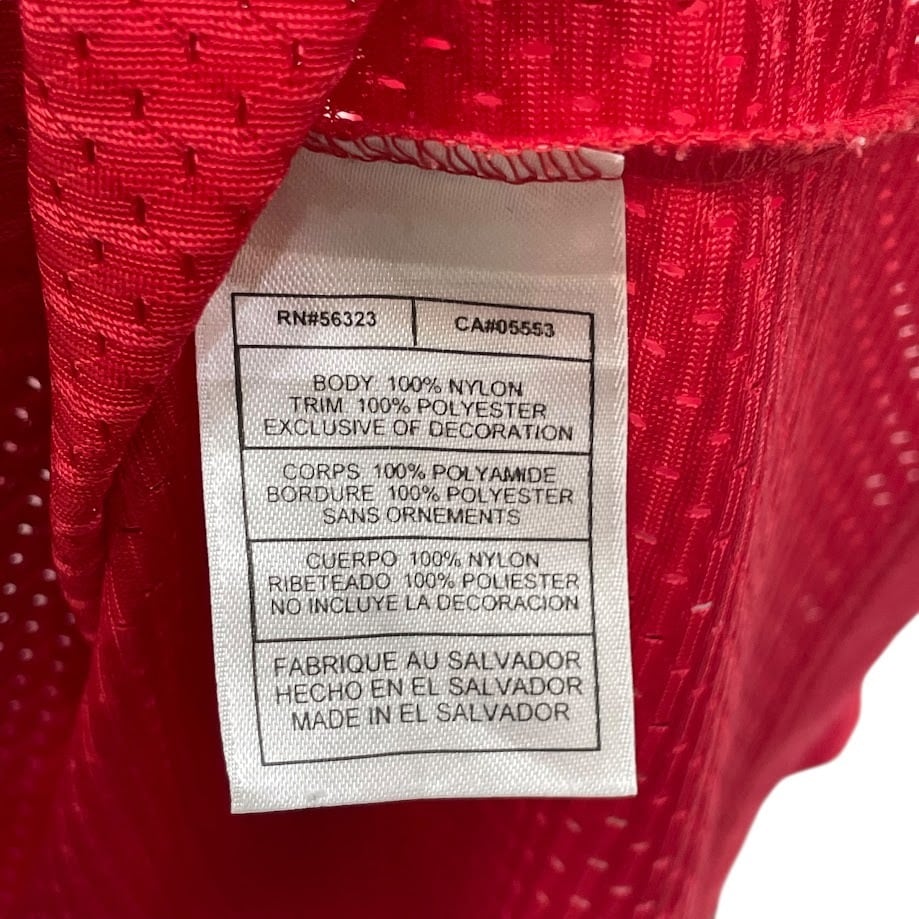 RN#56323 CA#05553
BODY 100% NYLON
TRIM 100% POLYESTER
EXCLUSIVE OF DECORATION
CORPS 100% POLYAMIDE
BORDURE 100% POLYESTER
SANS ORNEMENTS
CUERPO 100% NYLON
RIBETEADO 100% POLIESTER
NO INCLUYE LA DECORACION
FABRIQUE AU SALVADOR
HECHO EN EL SALVADOR
MADE IN EL SALVADOR